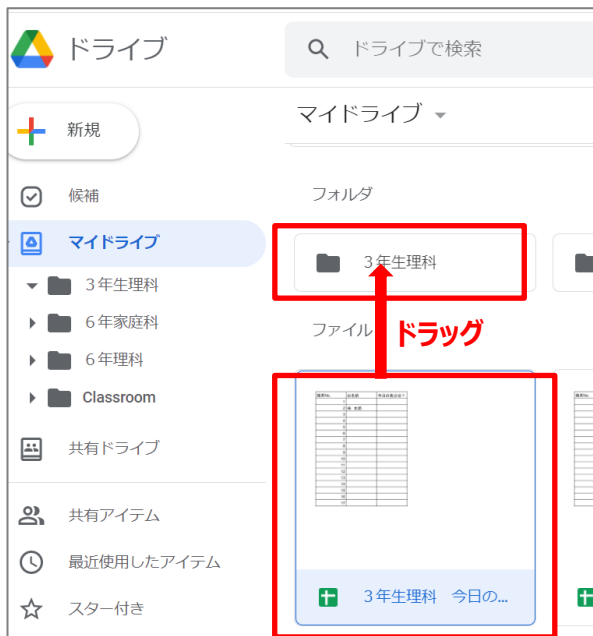 ドライブ
ドライブで検索
新規
マイドライブ
候補
フォルダ
マイドライブ
3年生理科
3年生理科
6年家庭科
ファイル
ドラッグ
6年理科
Classroom
共有ドライブ
共有アイテム
最近使用したアイテム
3年生理科 今日の...
スター付き